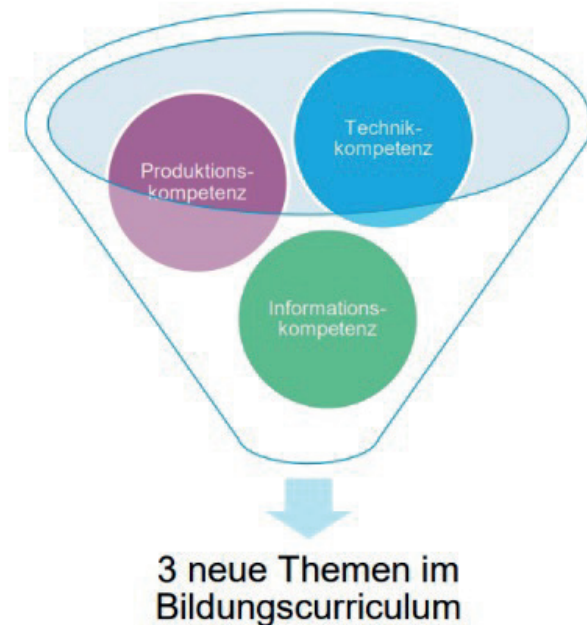 Technik-
kompetenz
Produktions-
kompetenz
Informations-
kompetenz
3 neue Themen im
Bildungscurriculum